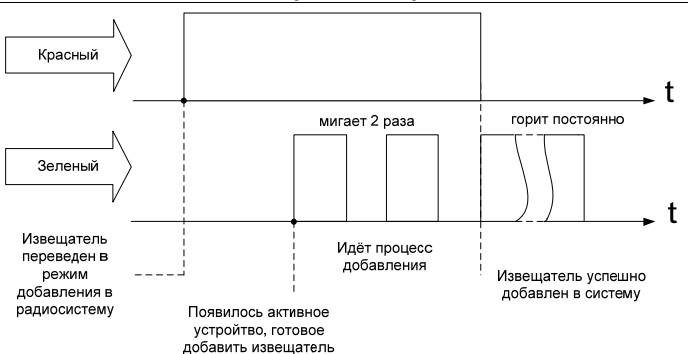 Красный
t
мигает 2 раза
горит постоянно
Зеленый
t
Извещатель
переведен в
режим
добавления в
радиосистему
Идёт процесс
добавления
Извещатель успешно
добавлен в систему
Появилось активное
устройтво, готовое
добавить извещатель